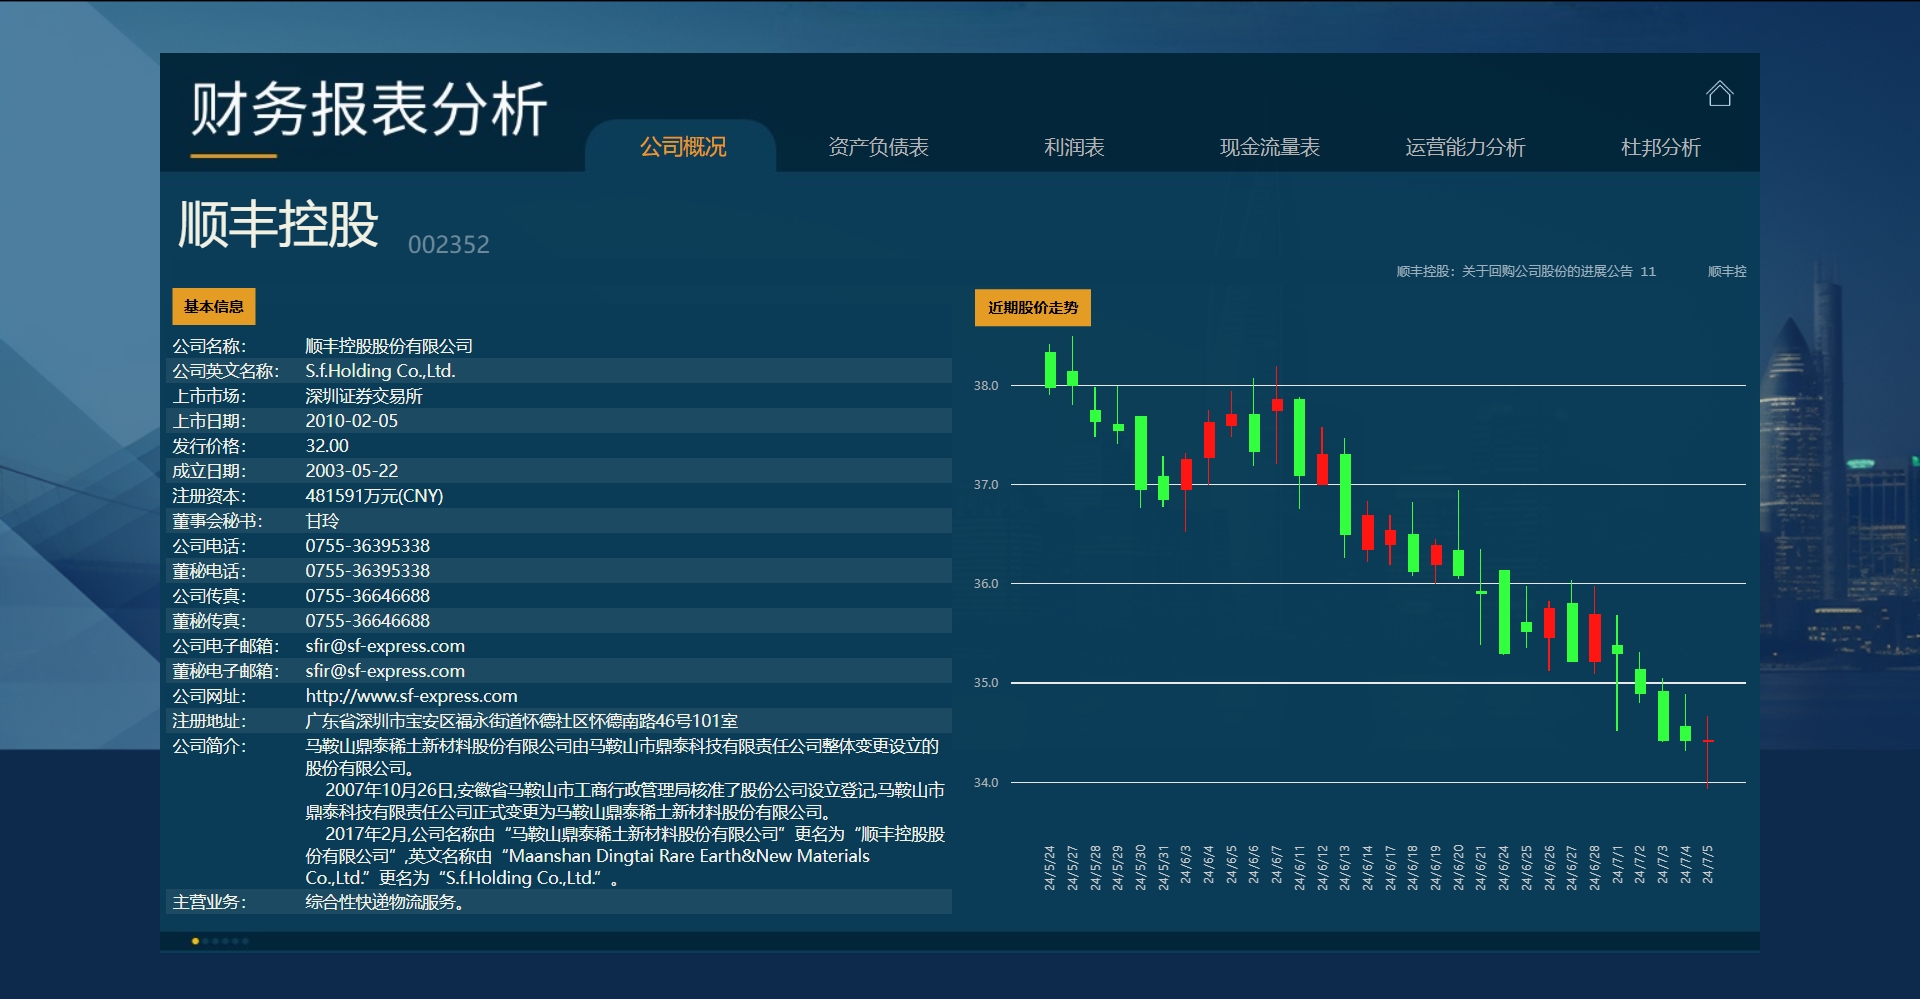 财务报表分析
公司概况
资产负债表
利润表
现金流量表
运营能力分析
杜邦分析
顺丰控股
002352
顺丰控股：关于回购公司股份的进展公告 11
顺丰控
基本信息
公司名称： 顺丰控股股份有限公司
公司英文名称： S.f.Holding Co.,Ltd.
上市市场： 深圳证券交易所
上市日期： 2010-02-05
发行价格： 32.00
成立日期： 2003-05-22
注册资本： 481591万元(CNY)
董事会秘书： 甘玲
公司电话： 0755-36395338
董秘电话： 0755-36395338
公司传真： 0755-36646688
董秘传真： 0755-36646688
公司电子邮箱： sfir@sf-express.com
董秘电子邮箱： sfir@sf-express.com
公司网址： http://www.sf-express.com
注册地址： 广东省深圳市宝安区福永街道怀德社区怀德南路46号101室
公司简介： 马鞍山鼎泰稀土新材料股份有限公司由马鞍山市鼎泰科技有限责任公司整体变更设立的
股份有限公司。
2007年10月26日,安徽省马鞍山市工商行政管理局核准了股份公司设立登记,马鞍山市
鼎泰科技有限责任公司正式变更为马鞍山鼎泰稀土新材料股份有限公司。
2017年2月,公司名称由“马鞍山鼎泰稀土新材料股份有限公司”更名为“顺丰控股股
份有限公司”,英文名称由“Maanshan Dingtai Rare Earth&New Materials
Co.,Ltd.”更名为“S.f.Holding Co.,Ltd.”。
主营业务： 综合性快递物流服务。
近期股价走势
38.0
37.0
36.0
35.0
34.0
24/5/24
24/5/27
24/5/28
24/5/29
24/5/30
24/5/31
24/6/3
24/6/4
24/6/5
24/6/6
24/6/7
24/6/11
24/6/12
24/6/13
24/6/14
24/6/17
24/6/18
24/6/19
24/6/20
24/6/21
24/6/24
24/6/25
24/6/26
24/6/27
24/6/28
24/7/1
24/7/2
24/7/3
24/7/4
24/7/5